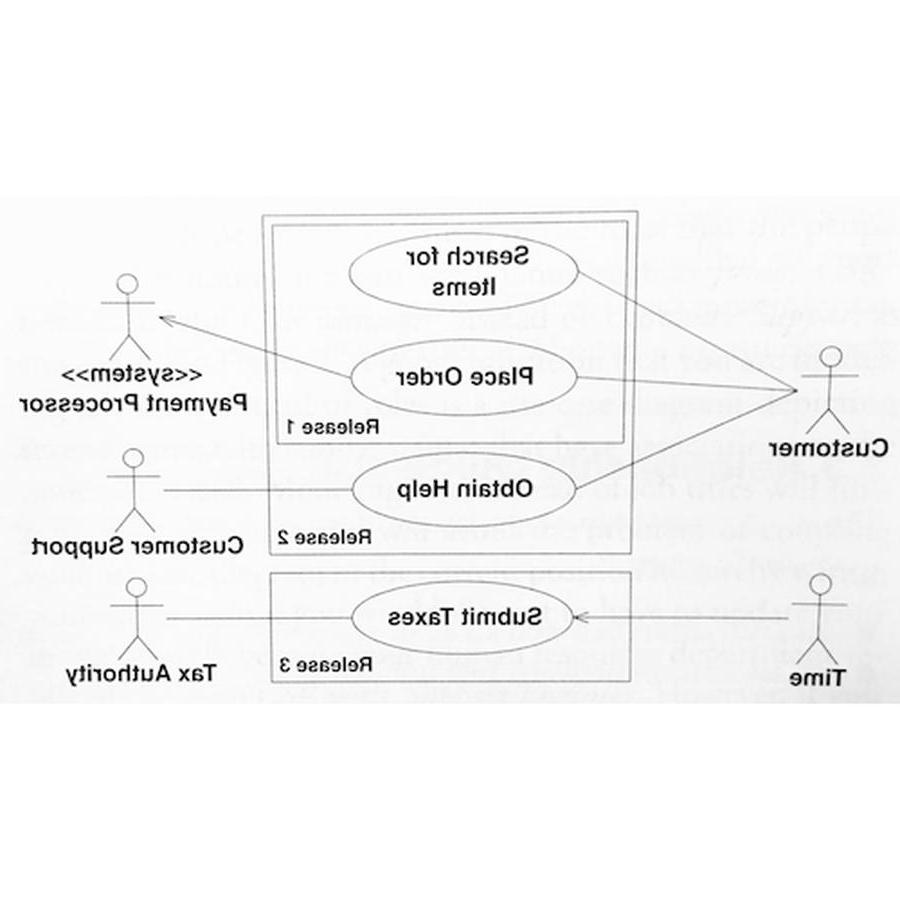 Search for
Items
<<system>>
Payment Processor
Place Order
Release 1
Customer
Obtain Help
Customer Support
Release 2
Submit Taxes
Release 3
Tax Authority
Time